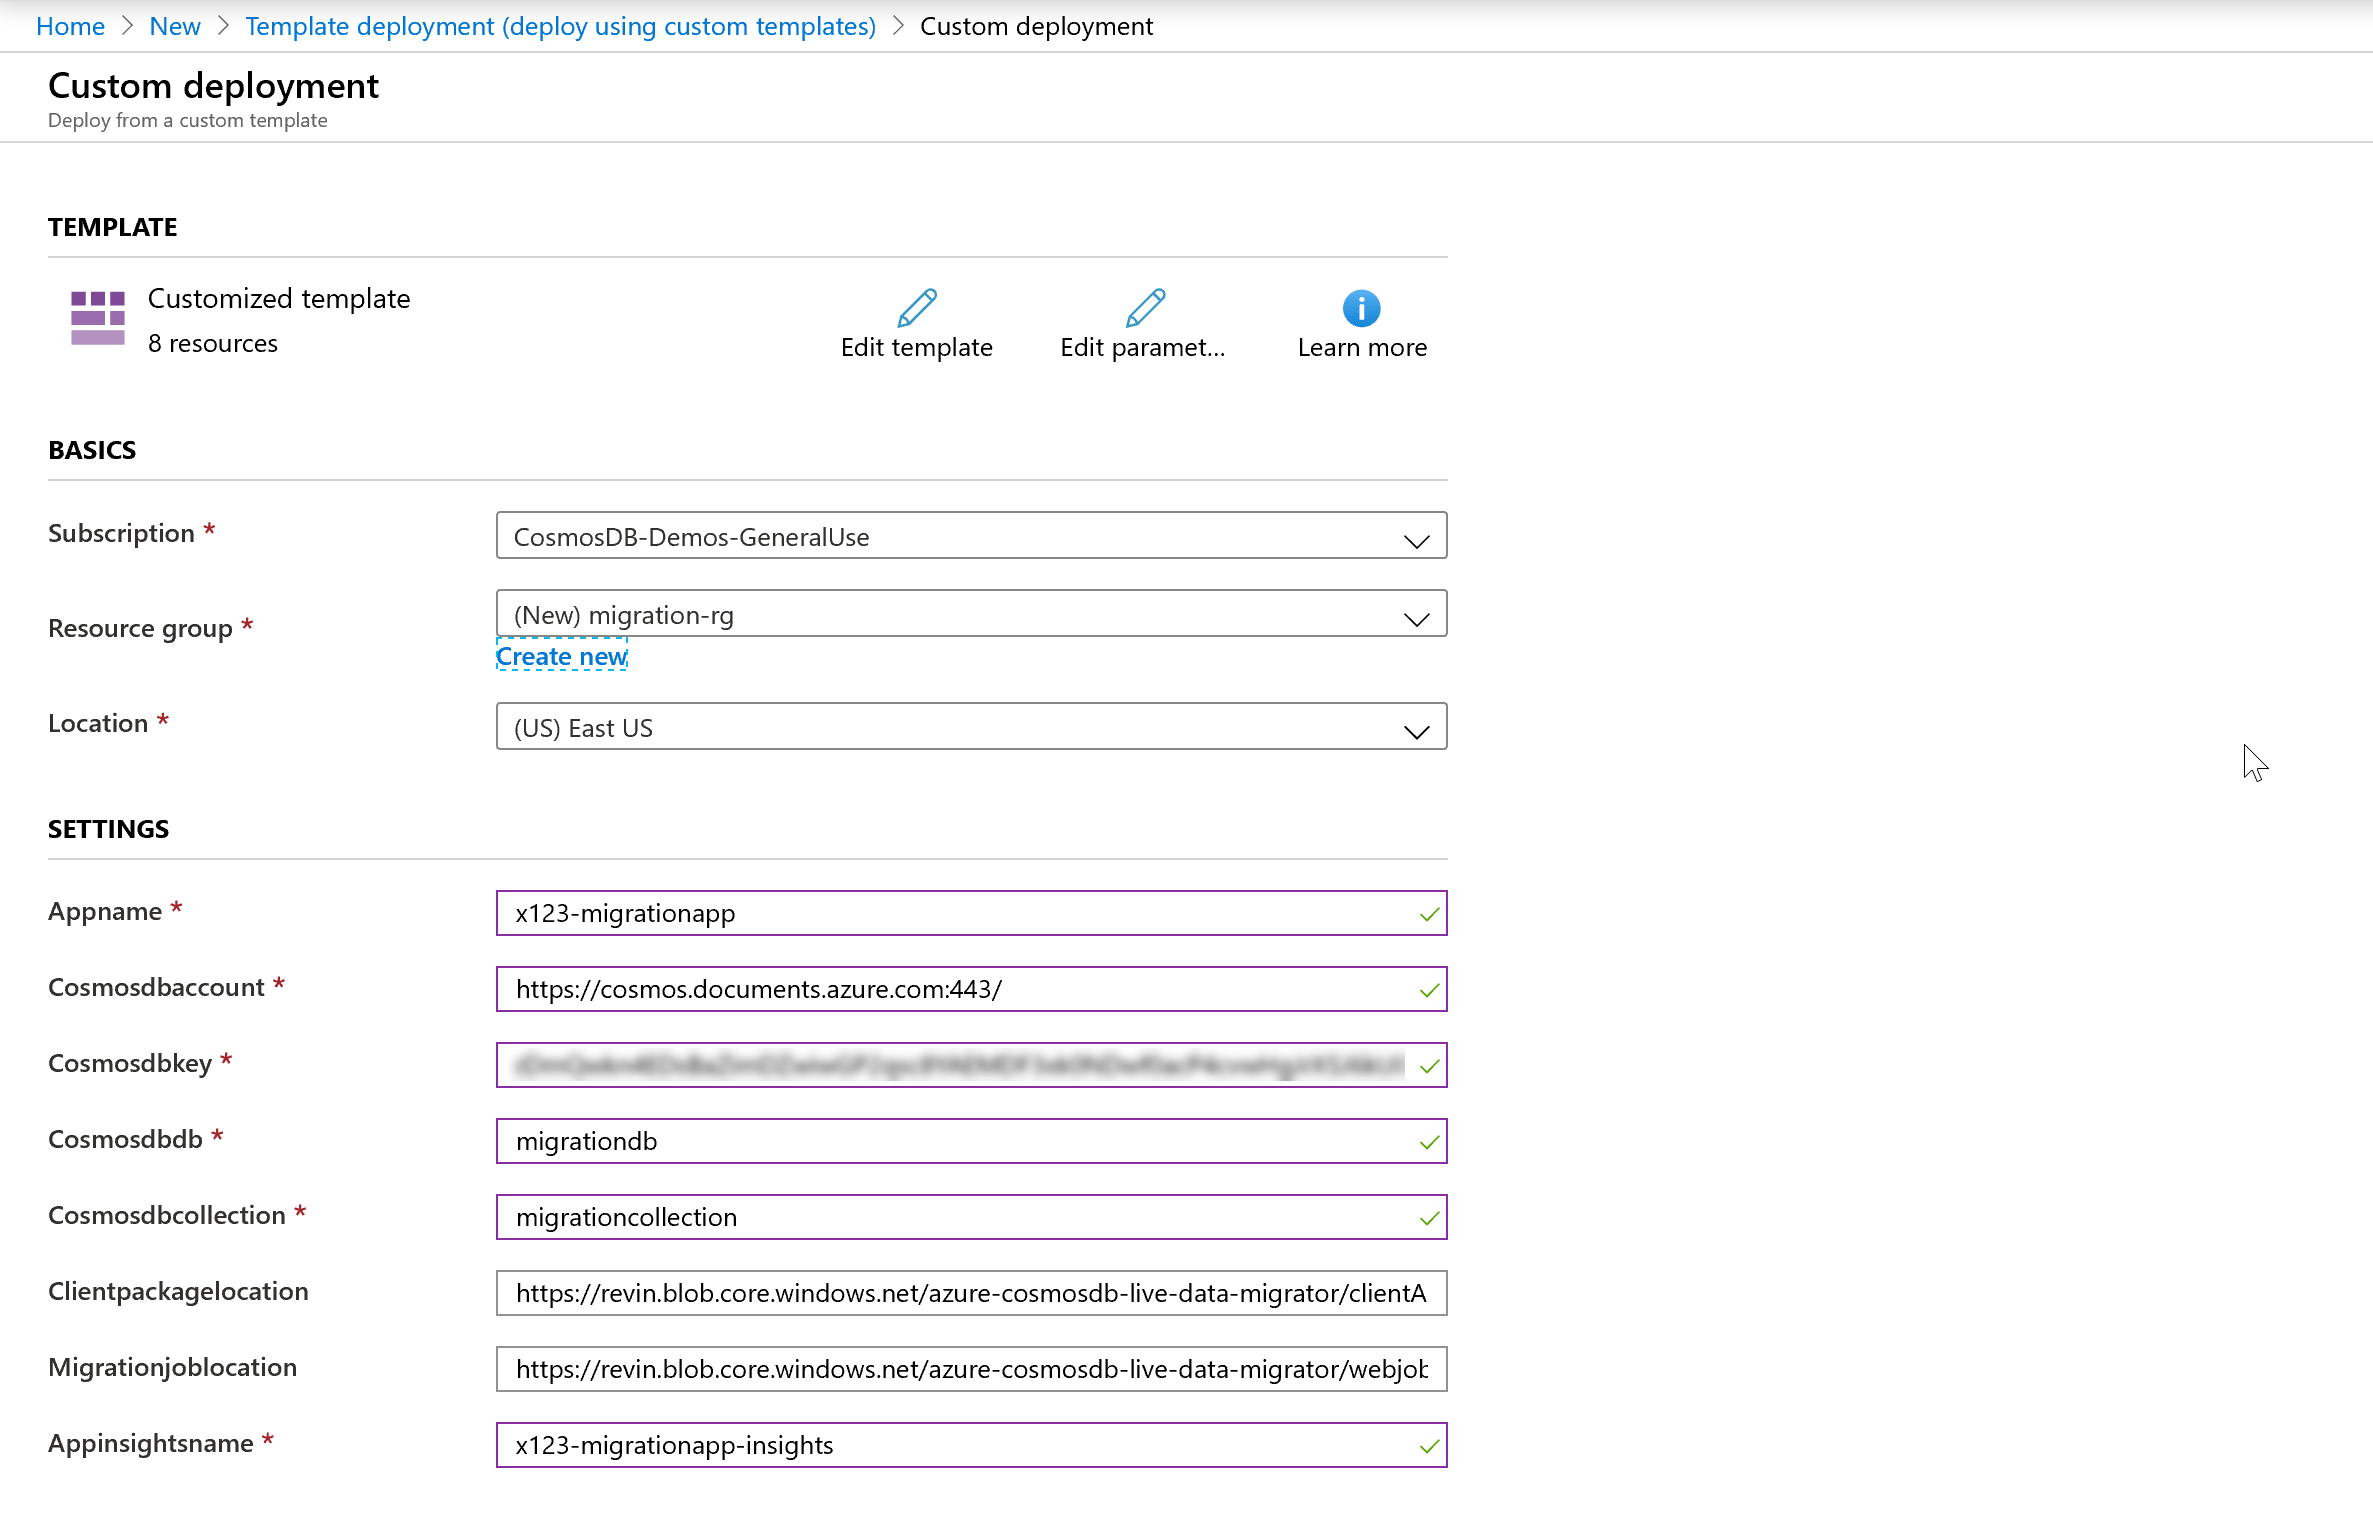 Home > New > Template deployment (deploy using custom templates) > Custom deployment
Custom deployment
Deploy from a custom template
TEMPLATE
Customized template
8 resources
Edit template
Edit paramet...
Learn more
BASICS
Subscription *
CosmosDB-Demos-GeneralUse
Resource group *
(New) migration-rg
Create new
Location *
(US) East US
SETTINGS
Appname *
x123-migrationapp
Cosmosdbaccount *
https://cosmos.documents.azure.com:443/
Cosmosdbkey *
Cosmosdbdb *
migrationdb
Cosmosdbcollection *
migrationcollection
Clientpackagelocation
https://revin.blob.core.windows.net/azure-cosmosdb-live-data-migrator/clientA
Migrationjoblocation
https://revin.blob.core.windows.net/azure-cosmosdb-live-data-migrator/webjob
Appinsightsname *
x123-migrationapp-insights